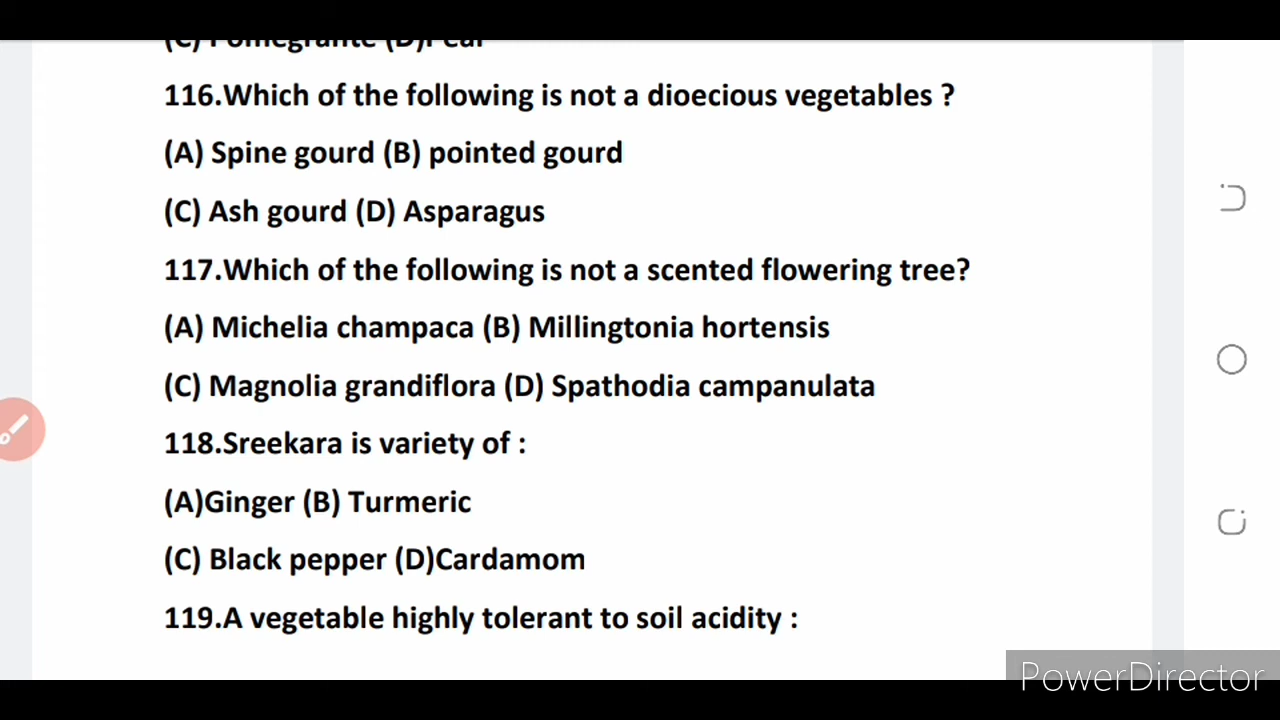 (C) Pomegrante (D)Pear
116.Which of the following is not a dioecious vegetables ?
(A) Spine gourd (B) pointed gourd
(C) Ash gourd (D) Asparagus
117.Which of the following is not a scented flowering tree?
(A) Michelia champaca (B) Millingtonia hortensis
(C) Magnolia grandiflora (D) Spathodia campanulata
118.Sreekara is variety of :
(A)Ginger (B) Turmeric
(C) Black pepper (D)Cardamom
119.A vegetable highly tolerant to soil acidity :
PowerDirector